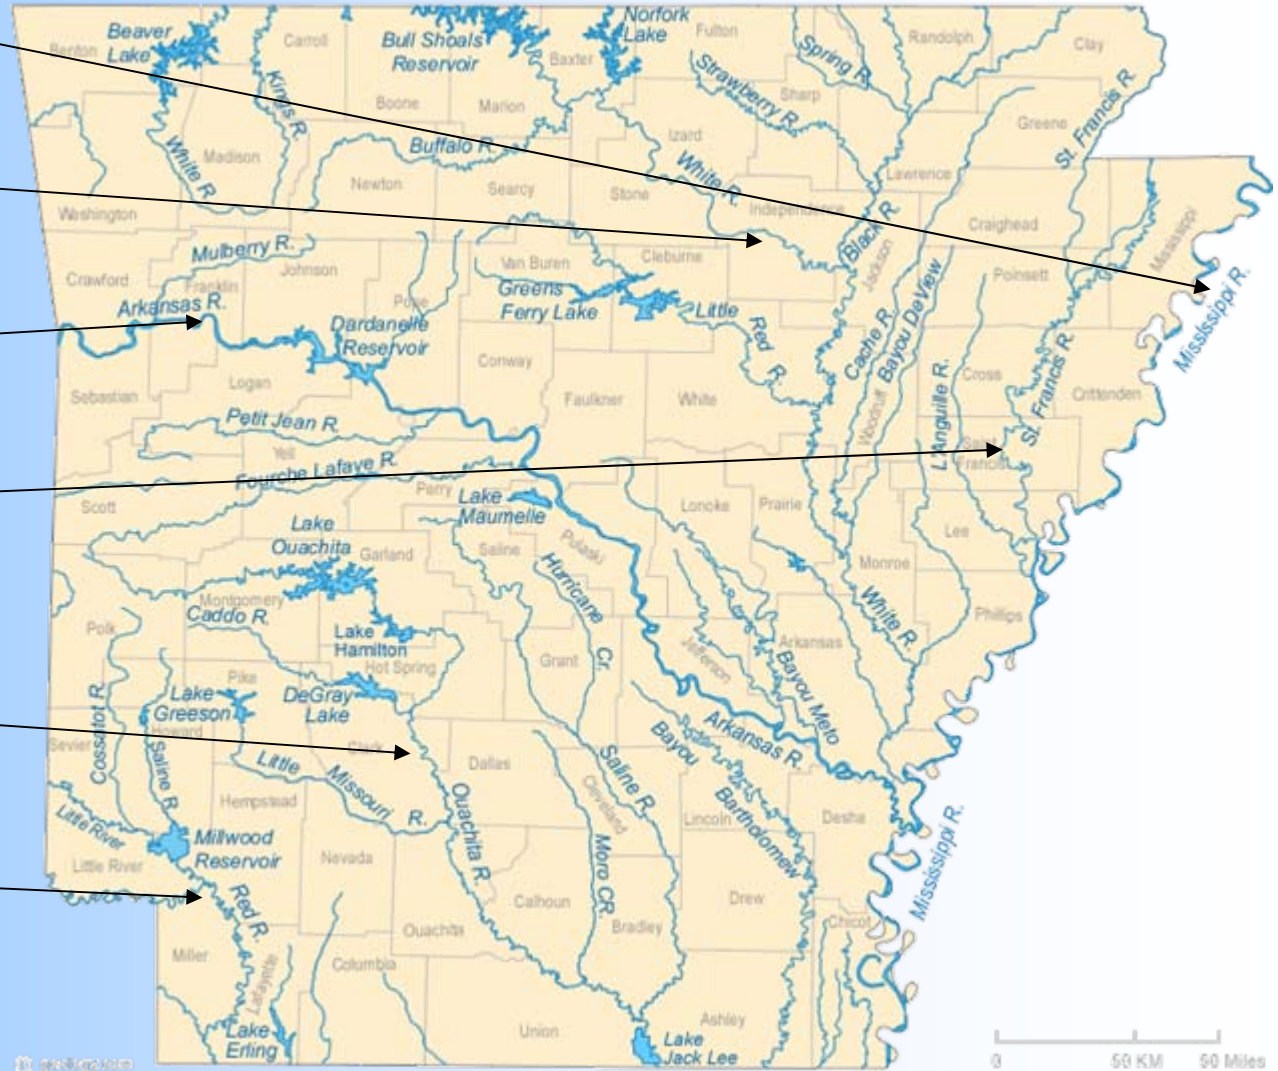 Beaver
Lake
Benton
Carroll
Bull Shoals
Reservoir
Norfork
Lake
Baxter
Fulton
Spring R.
Randolph
Clay
Kings R.
Boone
Marion
Strawberry R.
Sharp
Izard
Greene
St. Francis R.
White R.
Madison
Buffalo R.
Newton
Searcy
Stone
White R.
Independence
Lawrence
Black R.
Craighead
Mississippi
Washington
Mulberry R.
Crawford
Franklin
Johnson
Pope
Van Buren
Cleburne
Jackson
Poinsett
Arkansas R.
Dardanelle
Reservoir
Greens
Ferry Lake
Little
Red
R.
Cache R.
Bayou DeView
Mississippi R.
Sebastian
Logan
Conway
Faulkner
White
Woodruff
L'Anguille R.
Cross
St. Francis R.
Crittenden
Petit Jean R.
Yell
Saint
Francis
Fourche Lafave R.
Scott
Perry
Lake
Maumelle
Lonoke
Prairie
Lee
Lake
Ouachita
Garland
Saline
Pulaski
Monroe
Montgomery
Hurricane
Cr.
White R.
Phillips
Polk
Caddo R.
Lake
Hamilton
Hot Spring
Grant
Jefferson
Arkansas
Bayou Meto
Pike
Lake
Greeson
DeGray
Lake
Cossatot R.
Sevier
Howard
Saline R.
Clark
Dallas
Arkansas R.
Bayou
Bartholomew
Little
Missouri
R.
Saline R.
Cleveland
Hempstead
Ouachita R.
Lincoln
Desha
Little River
Millwood
Reservoir
Little River
Nevada
Moro CR.
Mississippi R.
Red R.
Calhoun
Drew
Ouachita
Bradley
Chicot
Miller
Lafayette
Columbia
Lake
Erling
Union
Ashley
Lake
Jack Lee
0 50 KM 50 Miles